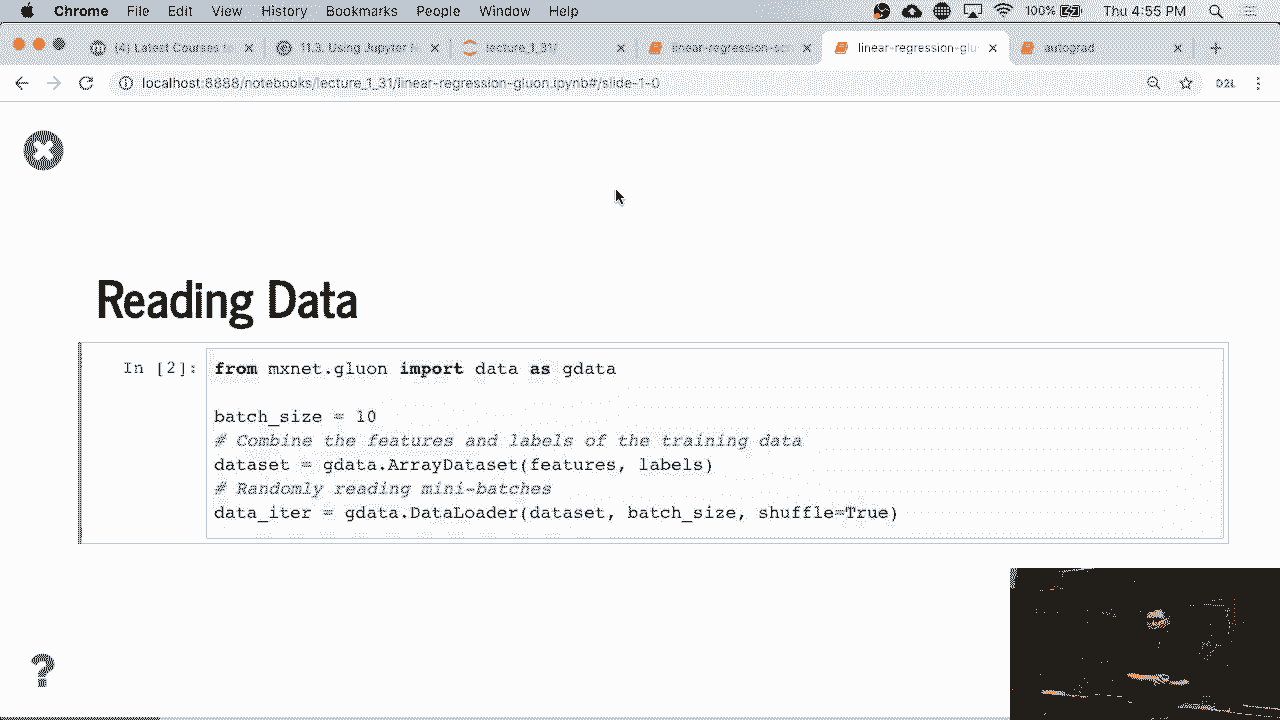 Chrome File Edit View History Bookmarks People Window Help 100% Thu 4:55 PM
(4) Latest Courses 11.3. Using Jupyter lecture_1_31/ linear-regression-scr linear-regression-glu autograd
localhost:8888/notebooks/lecture_1_31/linear-regression-gluon.ipynb#/slide-1-0 D2L
Reading Data
In [2]:
from mxnet.gluon import data as gdata
batch_size = 10
# Combine the features and labels of the training data
dataset = gdata.ArrayDataset(features, labels)
# Randomly reading mini-batches
data_iter = gdata.DataLoader(dataset, batch_size, shuffle=True)
?